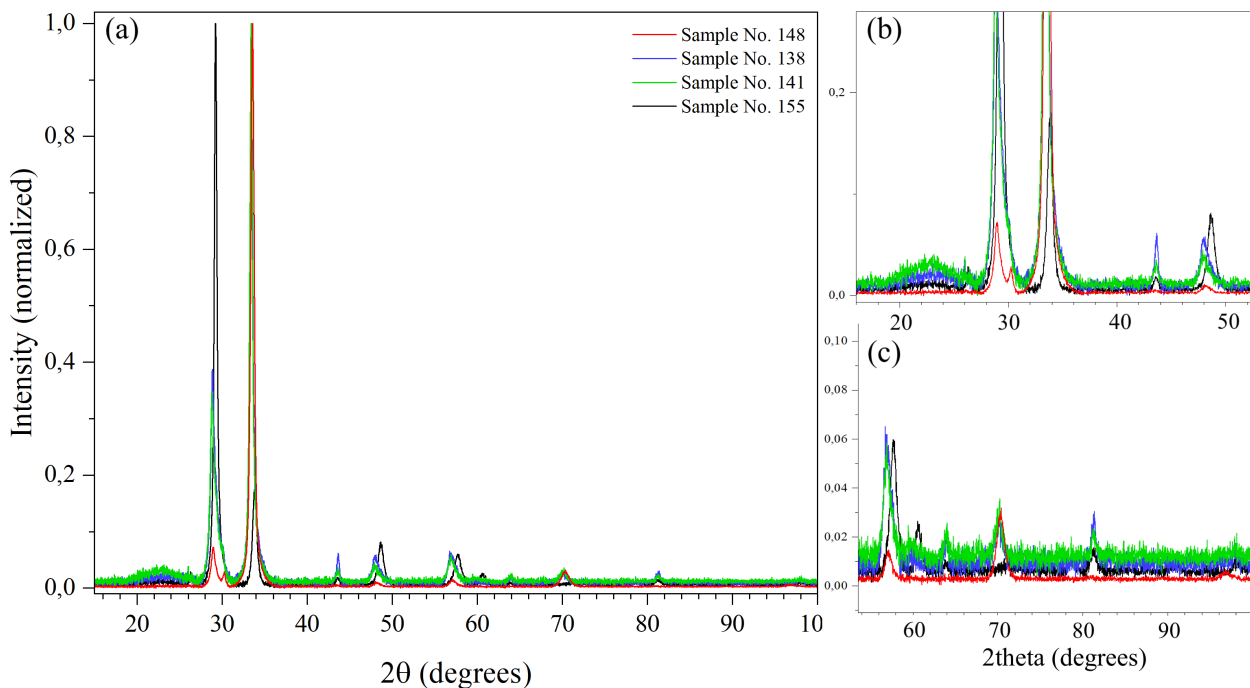 (a)
Sample No. 148
Sample No. 138
Sample No. 141
Sample No. 155
1,0
0,8
0,6
0,4
0,2
0,0
Intensity (normalized)
20 30 40 50 60 70 80 90 10
2θ (degrees)
(b)
0,2
0,0
20 30 40 50
(c)
0,10
0,08
0,06
0,04
0,02
0,00
60 70 80 90
2theta (degrees)